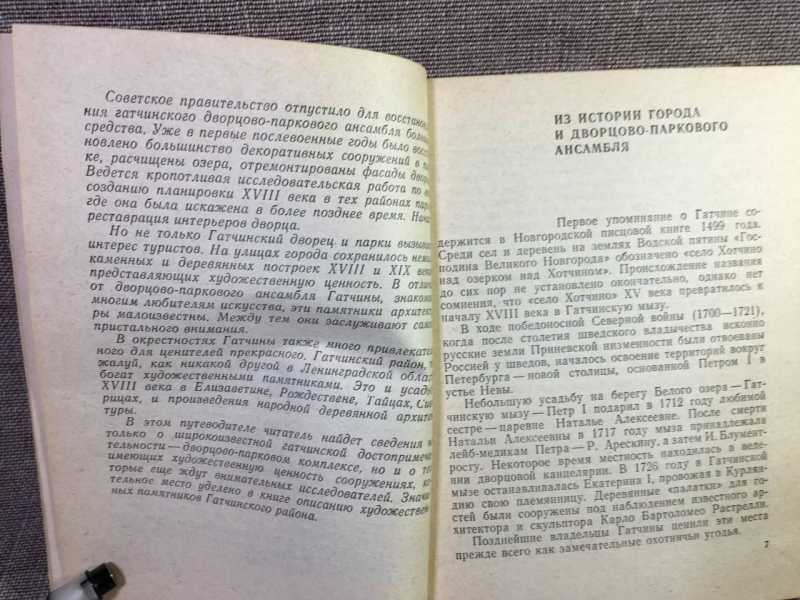 Советское правительство отпустило для восстановле-
ния гатчинского дворцово-паркового ансамбля больш
средства. Уже в первые послевоенные годы было восст
новлено большинство декоративных сооружений в па
ке, расчищены озера, отремонтированы фасады двор
Ведется кропотливая исследовательская работа по во
созданию планировки XVIII века в тех районах пар
где она была искажена в более позднее время. Нача
реставрация интерьеров дворца.
Но не только Гатчинский дворец и парки вызыва
интерес туристов. На улицах города сохранилось нема
каменных и деревянных построек XVIII и XIX века
представляющих художественную ценность. В отли
от дворцово-паркового ансамбля Гатчины, знаком
многим любителям искусства, эти памятники архитек
ры малоизвестны. Между тем они заслуживают само
пристального внимания.
В окрестностях Гатчины также много привлекат
ного для ценителей прекрасного. Гатчинский район,
жалуй, как никакой другой в Ленинградской облас
богат художественными памятниками. Это и усадь
XVIII века в Елизаветине, Рождествене, Тайцах, Си
рицах, и произведения народной деревянной архите
туры.
В этом путеводителе читатель найдет сведения н
только о широкоизвестной гатчинской достопримеча
тельности — дворцово-парковом комплексе, но и о те
имеющих художественную ценность сооружениях, ко
торые еще ждут внимательных исследователей. Значи
тельное место уделено в книге описанию художествен
ных памятников Гатчинского района.
ИЗ ИСТОРИИ ГОРОДА
И ДВОРЦОВО-ПАРКОВОГО
АНСАМБЛЯ
Первое упоминание о Гатчине со-
держится в Новгородской писцовой книге 1499 года.
Среди сел и деревень на землях Водской пятины «Гос-
подина Великого Новгорода» обозначено «село Хотчино
над озерком над Хотчином». Происхождение названия
до сих пор не установлено окончательно, однако нет
сомнения, что «село Хотчино» XV века превратилось к
началу XVIII века в Гатчинскую мызу.
В ходе победоносной Северной войны (1700—1721),
когда после столетия шведского владычества исконно
русские земли Приневской низменности были отвоеваны
Россией у шведов, началось освоение территорий вокруг
Петербурга — новой столицы, основанной Петром I в
устье Невы.
Небольшую усадьбу на берегу Белого озера — Гат-
чинскую мызу — Петр I подарил в 1712 году любимой
сестре — царевне Наталье Алексеевне. После смерти
Натальи Алексеевны в 1717 году мыза принадлежала
лейб-медикам Петра — Р. Арескину, а затем И. Блумент-
росту. Некоторое время местность находилась в веде-
нии дворцовой канцелярии. В 1726 году в Гатчинской
мызе останавливалась Екатерина I, провожая в Курлян-
дию свою племянницу. Деревянные «палатки» для го-
стей были сооружены под наблюдением известного ар-
хитектора и скульптора Карло Бартоломео Растрелли.
Позднейшие владельцы Гатчины ценили эти места
прежде всего как замечательные охотничьи угодья.
7